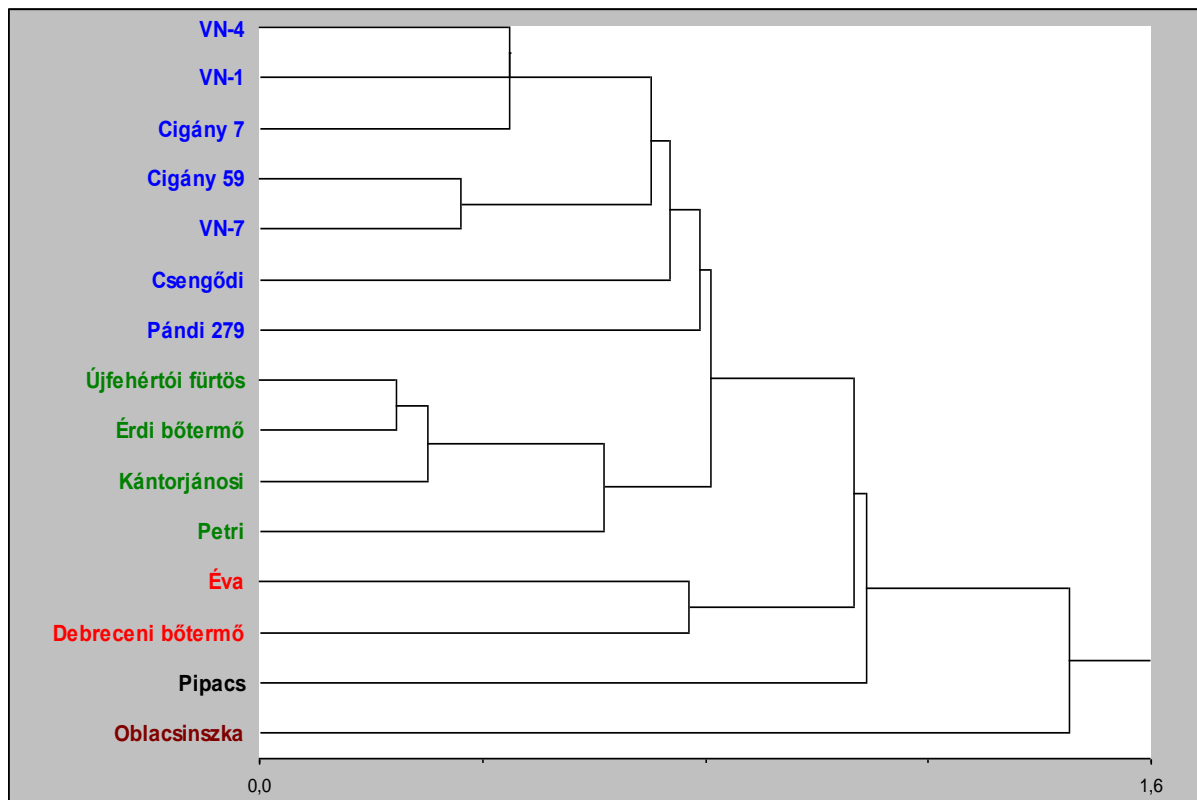 VN-4
VN-1
Cigány 7
Cigány 59
VN-7
Csengődi
Pándi 279
Újfehértói fürtös
Érdi bőtermő
Kántorjánosi
Petri
Éva
Debreceni bőtermő
Pipacs
Oblacsinszka
0,0 1,6